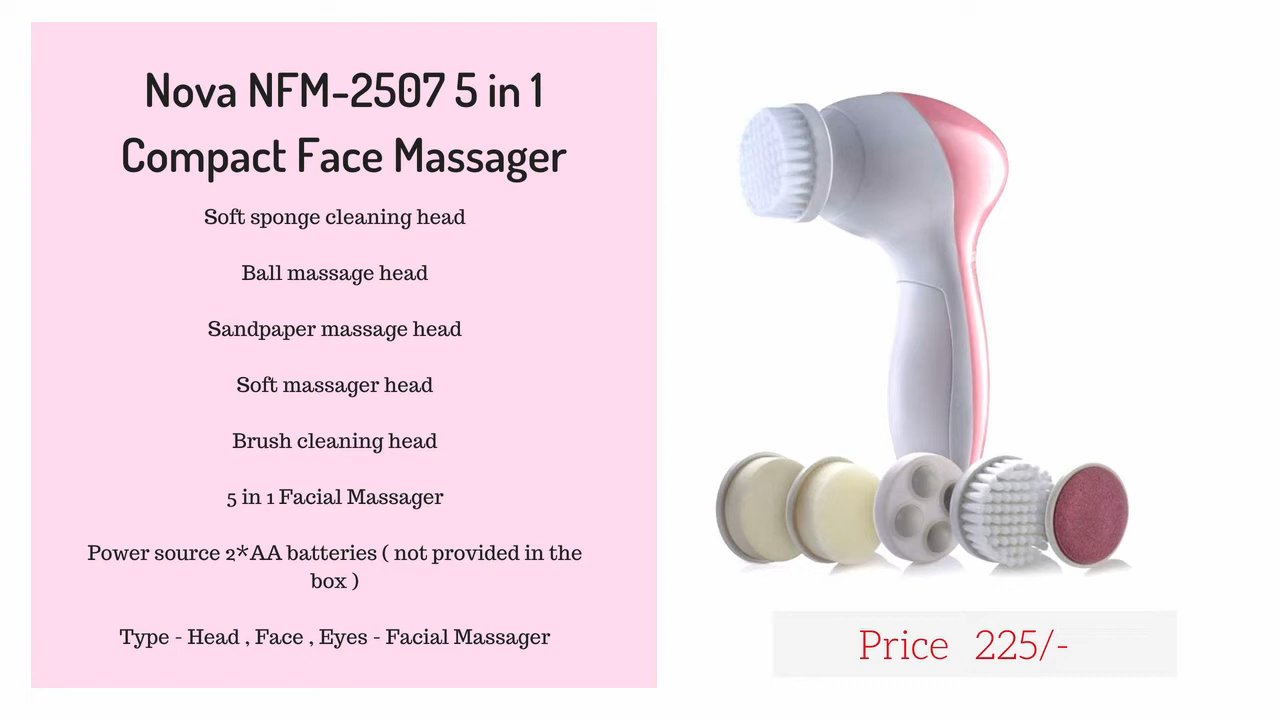 Nova NFM-2507 5 in 1
Compact Face Massager
Soft sponge cleaning head
Ball massage head
Sandpaper massage head
Soft massager head
Brush cleaning head
5 in 1 Facial Massager
Power source 2*AA batteries ( not provided in the
box )
Type - Head , Face , Eyes - Facial Massager
Price 225/-